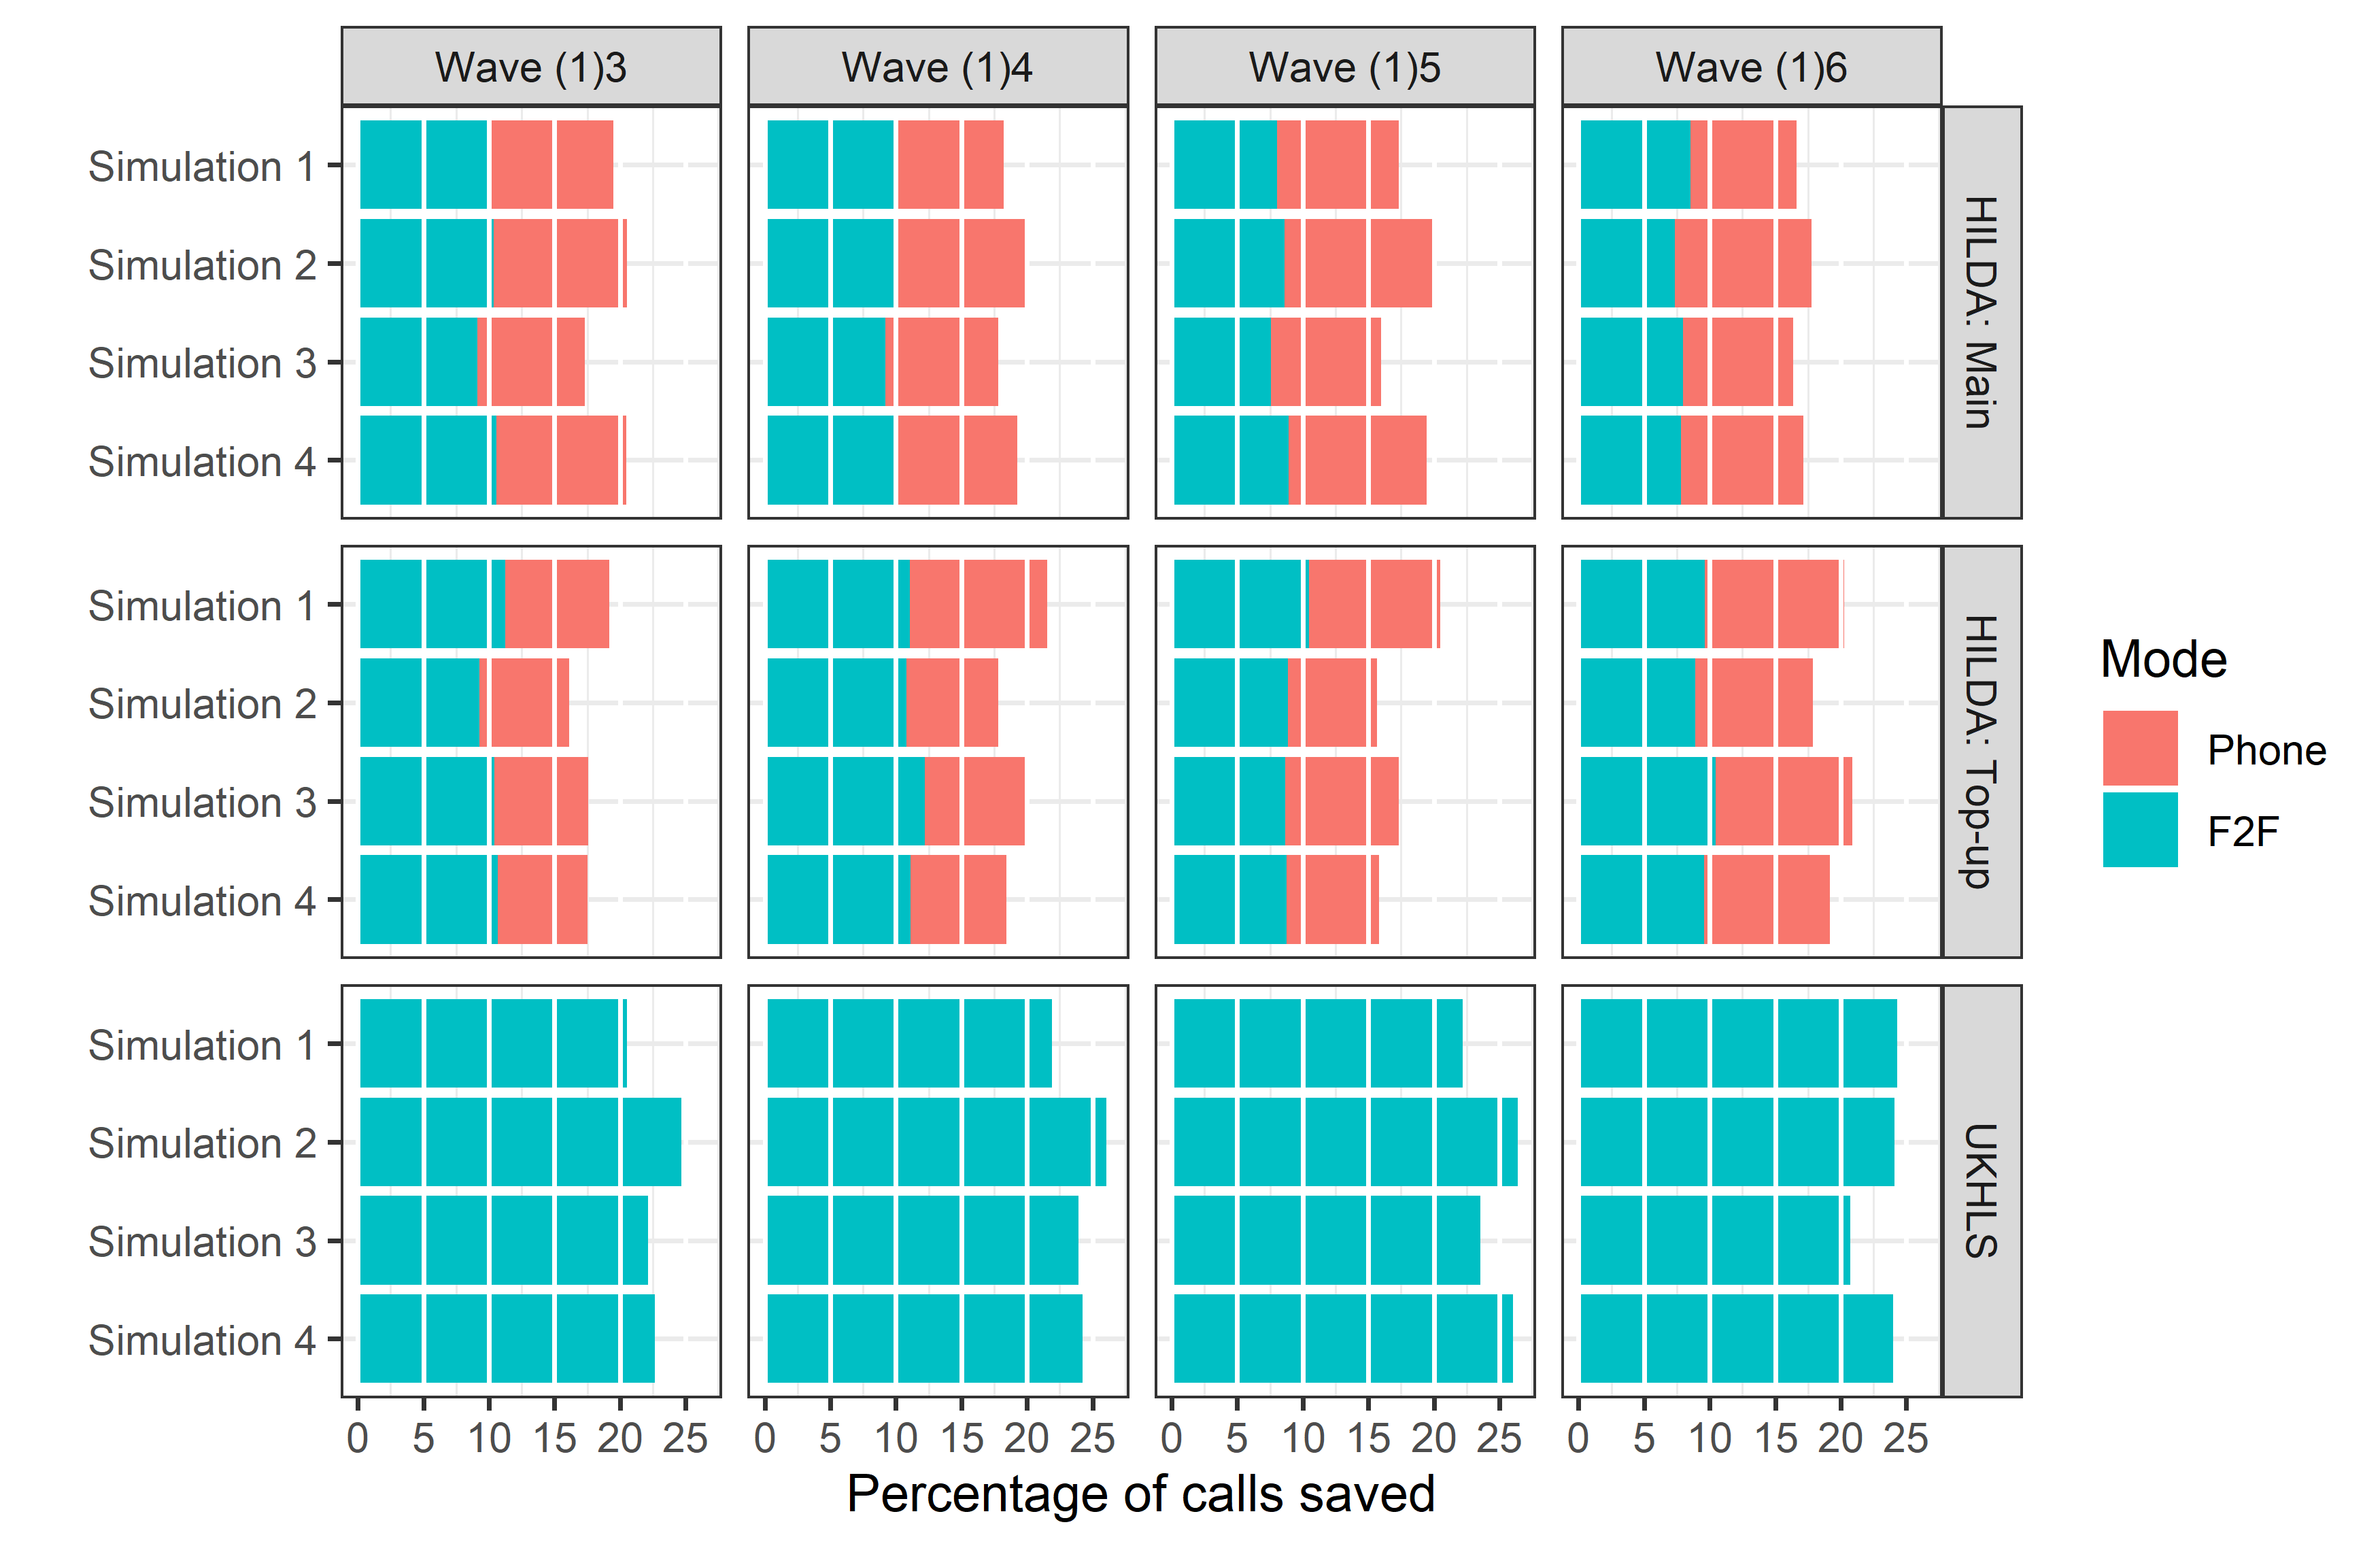 Wave (1)3
Wave (1)4
Wave (1)5
Wave (1)6
Simulation 1
Simulation 2
Simulation 3
Simulation 4
HILDA: Main
Simulation 1
Simulation 2
Simulation 3
Simulation 4
HILDA: Top-up
Simulation 1
Simulation 2
Simulation 3
Simulation 4
UKHLS
0 5 10 15 20 25
0 5 10 15 20 25
0 5 10 15 20 25
0 5 10 15 20 25
Percentage of calls saved
Mode
Phone
F2F